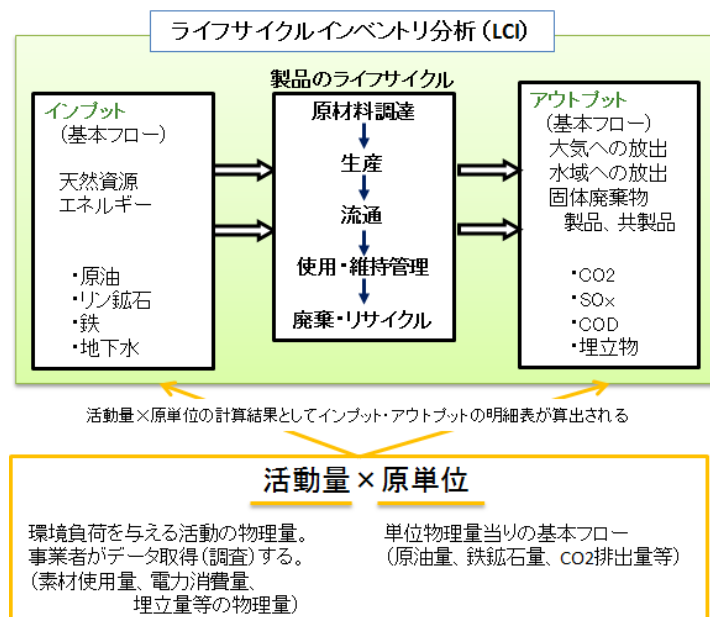 ライフサイクルインベントリ分析(LCI)
製品のライフサイクル
インプット
(基本フロー)
天然資源
エネルギー
・原油
・リン鉱石
・鉄
・地下水
原材料調達
生産
流通
使用・維持管理
廃棄・リサイクル
アウトプット
(基本フロー)
大気への放出
水域への放出
固体廃棄物
製品、共製品
・CO2
・SOx
・COD
・埋立物
活動量×原単位の計算結果としてインプット・アウトプットの明細表が算出される
活動量×原単位
環境負荷を与える活動の物理量。
事業者がデータ取得(調査)する。
(素材使用量、電力消費量、
埋立量等の物理量)
単位物理量当りの基本フロー
(原油量、鉄鉱石量、CO2排出量等)